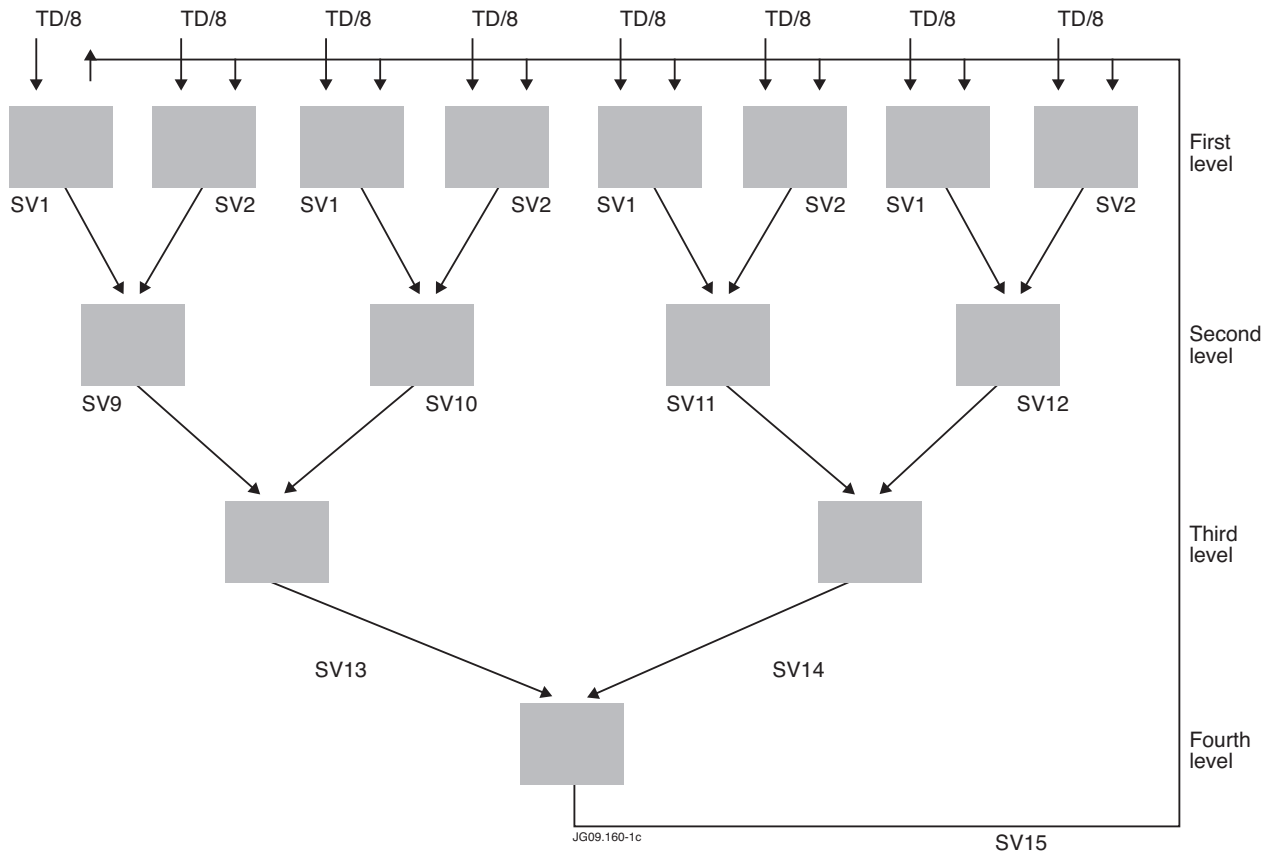 TD/8 TD/8 TD/8 TD/8 TD/8 TD/8 TD/8 TD/8
First
level
SV1 SV2 SV1 SV2 SV1 SV2 SV1 SV2
Second
level
SV9 SV10 SV11 SV12
Third
level
SV13 SV14
Fourth
level
JG09.160-1c
SV15